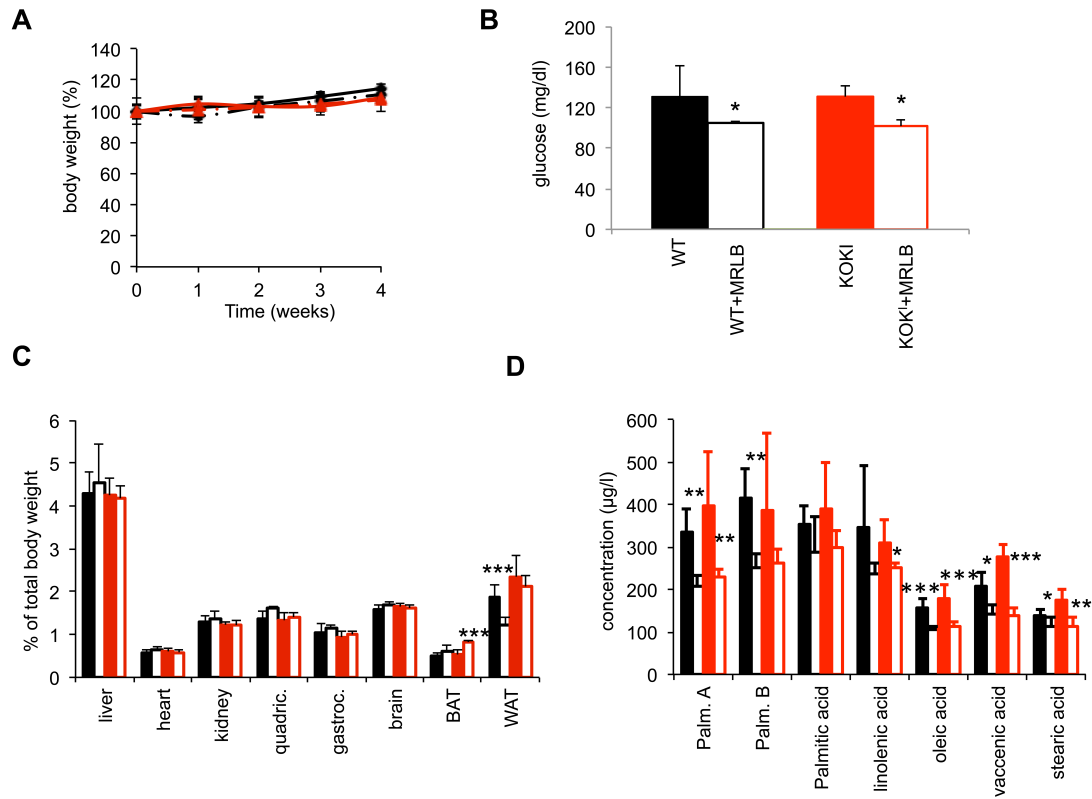 A
140
120
100
80
60
40
20
0
body weight (%)
0 1 2 3 4
Time (weeks)
B
200
160
120
80
40
0
glucose (mg/dl)
* *
WT
WT+MRLB
KOKI
KOKI+MRLB
C
6
5
4
3
2
1
0
% of total body weight
*** ***
liver
heart
kidney
quadric.
gastroc.
brain
BAT
WAT
D
600
500
400
300
200
100
0
concentration (µg/l)
** ** ** * *** *** * *** * **
Palm. A
Palm. B
Palmitic acid
linolenic acid
oleic acid
vaccenic acid
stearic acid